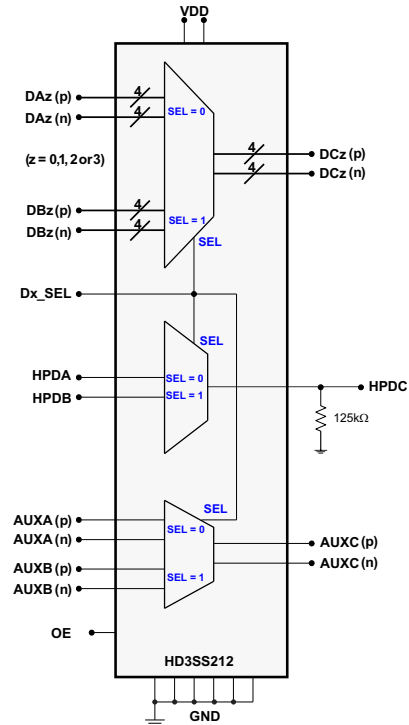 VDD
DAz (p)
4
SEL = 0
DAz (n)
4
(z = 0,1, 2 or 3)
4
DCz (p)
4
DCz (n)
DBz (p)
4
SEL = 1
DBz (n)
4
SEL
Dx_SEL
SEL
HPDA
SEL = 0
HPDB
SEL = 1
HPDC
125kΩ
SEL
AUXA (p)
SEL = 0
AUXA (n)
AUXC (p)
AUXB (p)
SEL = 1
AUXC (n)
AUXB (n)
OE
HD3SS212
GND